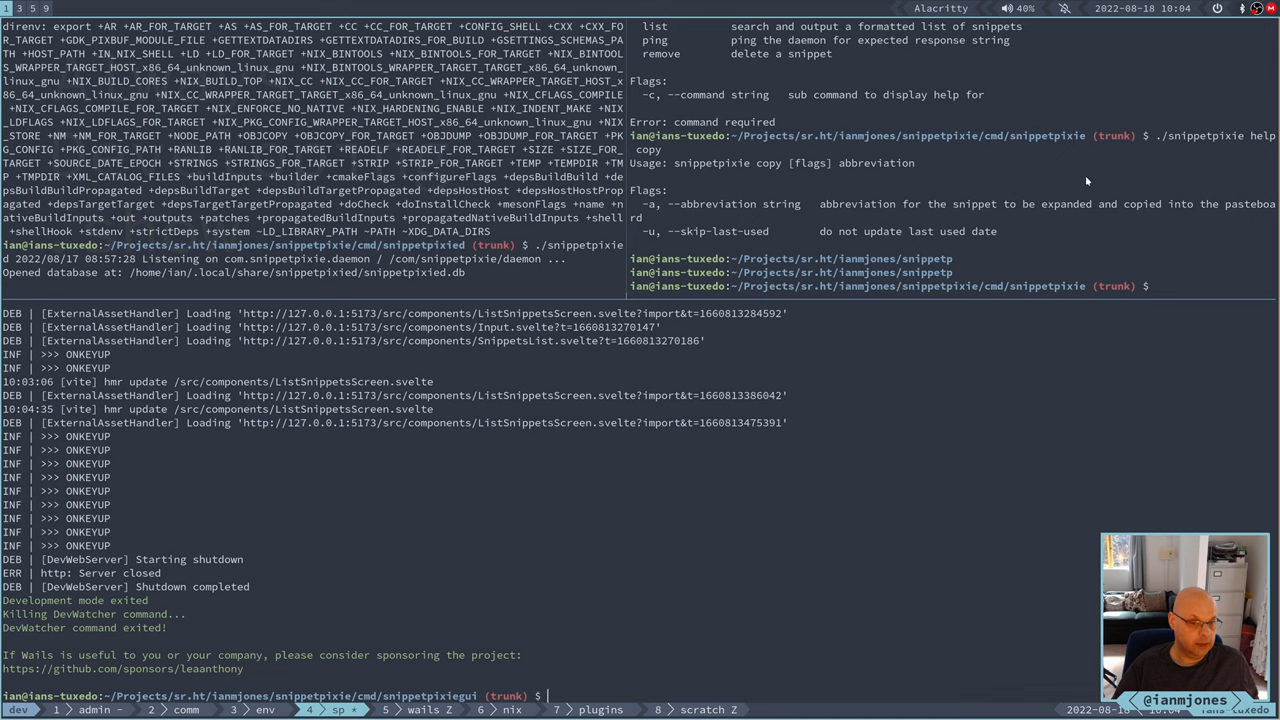 1 3 5 9 Alacritty 40% 2022-08-18 10:04
direnv: export +AR +AR_FOR_TARGET +AS +AS_FOR_TARGET +CC +CC_FOR_TARGET +CONFIG_SHELL +CXX +CXX_FO
R_TARGET +GDK_PIXBUF_MODULE_FILE +GETTEXTDATADIRS +GETTEXTDATADIRS_FOR_BUILD +GSETTINGS_SCHEMAS_PA
TH +HOST_PATH +IN_NIX_SHELL +LD +LD_FOR_TARGET +NIX_BINTOOLS +NIX_BINTOOLS_FOR_TARGET +NIX_BINTOOL
S_WRAPPER_TARGET_TARGET_x86_64_unknown_linux_gnu +NIX_BINTOOLS_WRAPPER_TARGET_HOST_x86_64_unknown_
linux_gnu +NIX_BUILD_CORES +NIX_BUILD_TOP +NIX_CC +NIX_CC_FOR_TARGET +NIX_CC_WRAPPER_TARGET_HOST_x
86_64_unknown_linux_gnu +NIX_CC_WRAPPER_TARGET_TARGET_x86_64_unknown_linux_gnu +NIX_CFLAGS_COMPILE
+NIX_CFLAGS_COMPILE_FOR_TARGET +NIX_ENFORCE_NO_NATIVE +NIX_HARDENING_ENABLE +NIX_INDENT_MAKE +NIX
_LDFLAGS +NIX_LDFLAGS_FOR_TARGET +NIX_PKG_CONFIG_WRAPPER_TARGET_HOST_x86_64_unknown_linux_gnu +NIX
_STORE +NM +NM_FOR_TARGET +NODE_PATH +OBJCOPY +OBJCOPY_FOR_TARGET +OBJDUMP +OBJDUMP_FOR_TARGET +PK
G_CONFIG +PKG_CONFIG_PATH +RANLIB +RANLIB_FOR_TARGET +READELF +READELF_FOR_TARGET +SIZE +SIZE_FOR_
TARGET +SOURCE_DATE_EPOCH +STRINGS +STRINGS_FOR_TARGET +STRIP +STRIP_FOR_TARGET +TEMP +TEMPDIR +TM
P +TMPDIR +XML_CATALOG_FILES +buildInputs +builder +cmakeFlags +configureFlags +depsBuildBuild +de
psBuildBuildPropagated +depsBuildTarget +depsBuildTargetPropagated +depsHostHost +depsHostHostProp
agated +depsTargetTarget +depsTargetTargetPropagated +doCheck +doInstallCheck +mesonFlags +name +n
ativeBuildInputs +out +outputs +patches +propagatedBuildInputs +propagatedNativeBuildInputs +shell
+shellHook +stdenv +strictDeps +system ~LD_LIBRARY_PATH ~PATH ~XDG_DATA_DIRS
ian@ians-tuxedo:~/Projects/sr.ht/ianmjones/snippetpixie/cmd/snippetpixied (trunk) $ ./snippetpixie
d 2022/08/17 08:57:28 Listening on com.snippetpixie.daemon / /com/snippetpixie/daemon ...
Opened database at: /home/ian/.local/share/snippetpixied/snippetpixied.db
list search and output a formatted list of snippets
ping ping the daemon for expected response string
remove delete a snippet
Flags:
-c, --command string sub command to display help for
Error: command required
ian@ians-tuxedo:~/Projects/sr.ht/ianmjones/snippetpixie/cmd/snippetpixie (trunk) $ ./snippetpixie help
copy
Usage: snippetpixie copy [flags] abbreviation
Flags:
-a, --abbreviation string abbreviation for the snippet to be expanded and copied into the pasteboa
rd
-u, --skip-last-used do not update last used date
ian@ians-tuxedo:~/Projects/sr.ht/ianmjones/snippetp
ian@ians-tuxedo:~/Projects/sr.ht/ianmjones/snippetp
ian@ians-tuxedo:~/Projects/sr.ht/ianmjones/snippetpixie/cmd/snippetpixie (trunk) $
DEB | [ExternalAssetHandler] Loading 'http://127.0.0.1:5173/src/components/ListSnippetsScreen.svelte?import&t=1660813284592'
DEB | [ExternalAssetHandler] Loading 'http://127.0.0.1:5173/src/components/Input.svelte?t=1660813270147'
DEB | [ExternalAssetHandler] Loading 'http://127.0.0.1:5173/src/components/SnippetsList.svelte?t=1660813270186'
INF | >>> ONKEYUP
INF | >>> ONKEYUP
10:03:06 [vite] hmr update /src/components/ListSnippetsScreen.svelte
DEB | [ExternalAssetHandler] Loading 'http://127.0.0.1:5173/src/components/ListSnippetsScreen.svelte?import&t=1660813386042'
10:04:35 [vite] hmr update /src/components/ListSnippetsScreen.svelte
DEB | [ExternalAssetHandler] Loading 'http://127.0.0.1:5173/src/components/ListSnippetsScreen.svelte?import&t=1660813475391'
INF | >>> ONKEYUP
INF | >>> ONKEYUP
INF | >>> ONKEYUP
INF | >>> ONKEYUP
INF | >>> ONKEYUP
INF | >>> ONKEYUP
INF | >>> ONKEYUP
INF | >>> ONKEYUP
INF | >>> ONKEYUP
DEB | [DevWebServer] Starting shutdown
ERR | http: Server closed
DEB | [DevWebServer] Shutdown completed
Development mode exited
Killing DevWatcher command...
DevWatcher command exited!
If Wails is useful to you or your company, please consider sponsoring the project:
https://github.com/sponsors/leaanthony
ian@ians-tuxedo:~/Projects/sr.ht/ianmjones/snippetpixie/cmd/snippetpixiegui (trunk) $
@ianmjones
dev 1 admin - 2 comm 3 env 4 sp * 5 wails Z 6 nix 7 plugins 8 scratch Z